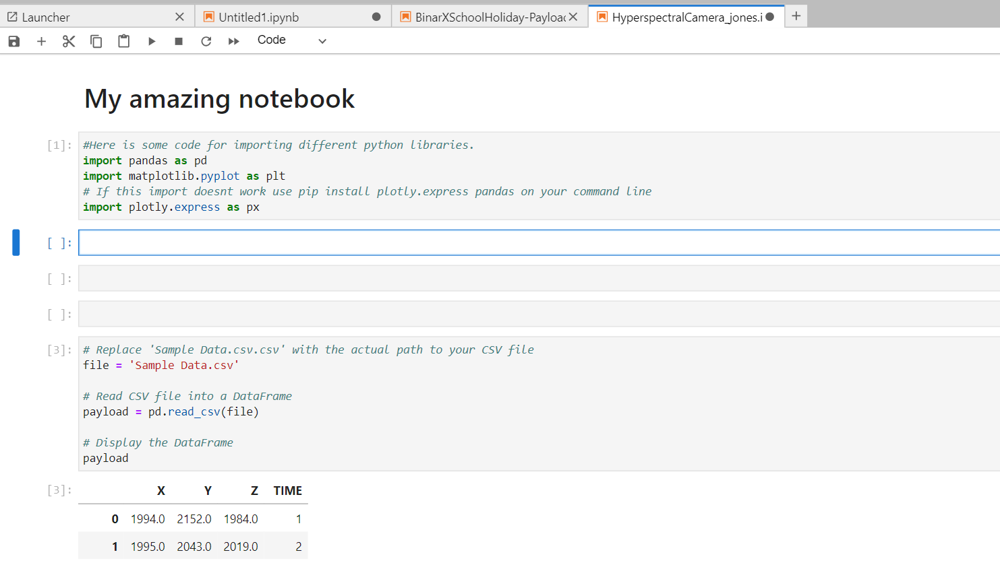 Launcher
Untitled1.ipynb
BinarXSchoolHoliday-Payload
HyperspectralCamera_jones.i
Code
My amazing notebook
[1]: #Here is some code for importing different python libraries.
import pandas as pd
import matplotlib.pyplot as plt
# If this import doesnt work use pip install plotly.express pandas on your command line
import plotly.express as px
[ ]:
[ ]:
[ ]:
[3]: # Replace 'Sample Data.csv.csv' with the actual path to your CSV file
file = 'Sample Data.csv'
# Read CSV file into a DataFrame
payload = pd.read_csv(file)
# Display the DataFrame
payload
[3]: X Y Z TIME
0 1994.0 2152.0 1984.0 1
1 1995.0 2043.0 2019.0 2